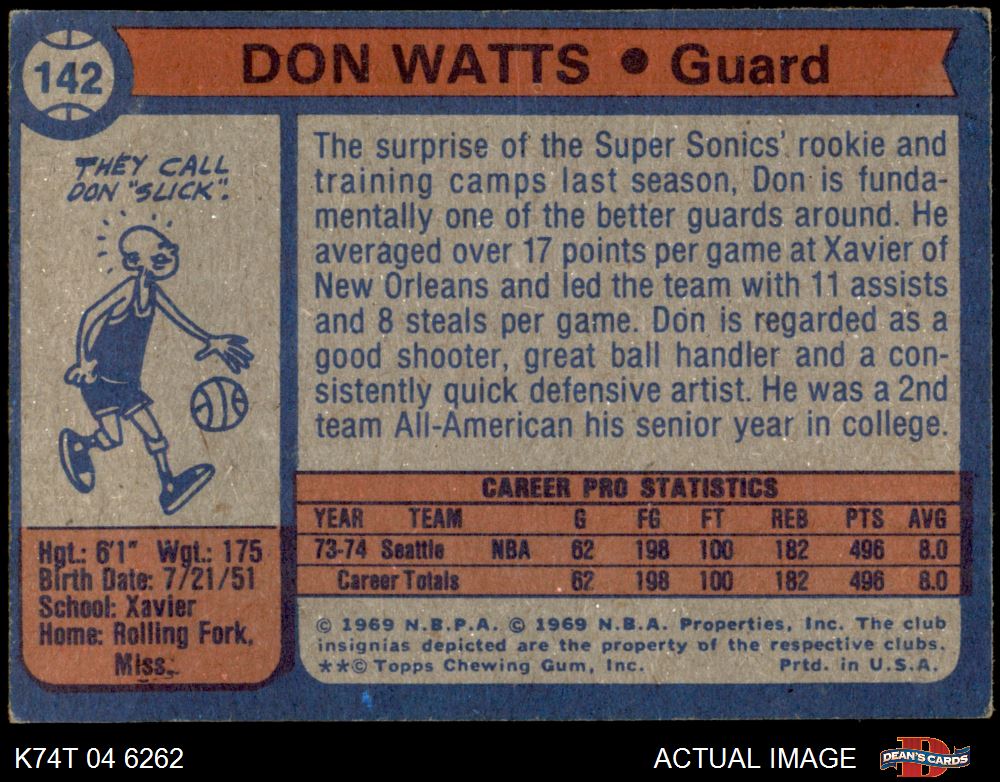 142
DON WATTS • Guard
THEY CALL
DON "SLICK".
The surprise of the Super Sonics' rookie and
training camps last season, Don is funda-
mentally one of the better guards around. He
averaged over 17 points per game at Xavier of
New Orleans and led the team with 11 assists
and 8 steals per game. Don is regarded as a
good shooter, great ball handler and a con-
sistently quick defensive artist. He was a 2nd
team All-American his senior year in college.
Hgt.: 6'1" Wgt.: 175
Birth Date: 7/21/51
School: Xavier
Home: Rolling Fork,
Miss.
CAREER PRO STATISTICS
YEAR TEAM G FG FT REB PTS AVG
73-74 Seattle NBA 62 198 100 182 496 8.0
Career Totals 62 198 100 182 496 8.0
© 1969 N.B.P.A. © 1969 N.B.A. Properties, Inc. The club
insignias depicted are the property of the respective clubs.
**© Topps Chewing Gum, Inc. Prtd. in U.S.A.
K74T 04 6262 ACTUAL IMAGE DEAN'S CARDS